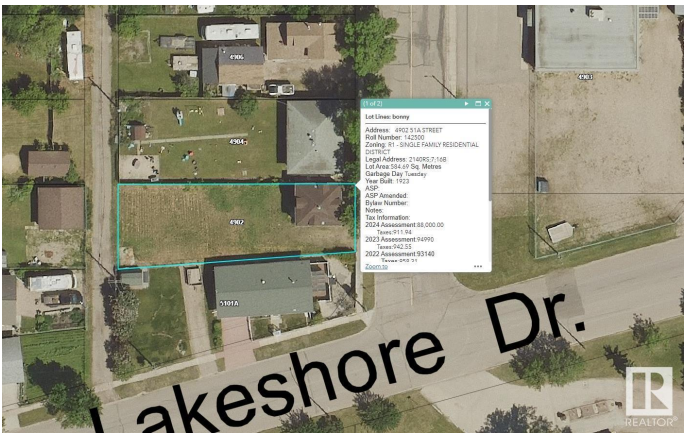 4906
4903
4904
4902
5101A
(1 of 2)
Lot Lines: bonny
Address: 4902 51A STREET
Roll Number: 142500
Zoning: R1 - SINGLE FAMILY RESIDENTIAL
DISTRICT
Legal Address: 2140RS;7;16B
Lot Area:584.69 Sq. Metres
Garbage Day Tuesday
Year Built: 1923
ASP:
ASP Amended:
Bylaw Number:
Notes:
Tax Information:
2024 Assessment:88,000.00
Taxes:911.94
2023 Assessment:94990
Taxes:942.55
2022 Assessment:93140
Zoom to
Lakeshore Dr.
REALTOR®